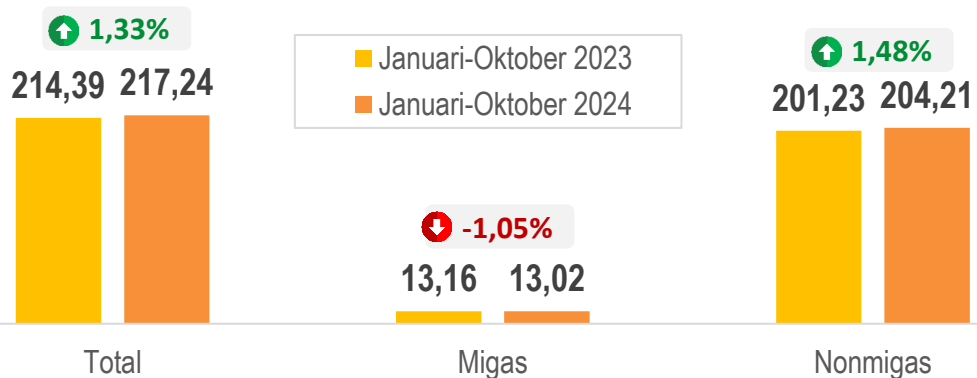 1,33%
214,39 217,24
Januari-Oktober 2023
Januari-Oktober 2024
1,48%
201,23 204,21
-1,05%
13,16 13,02
Total
Migas
Nonmigas